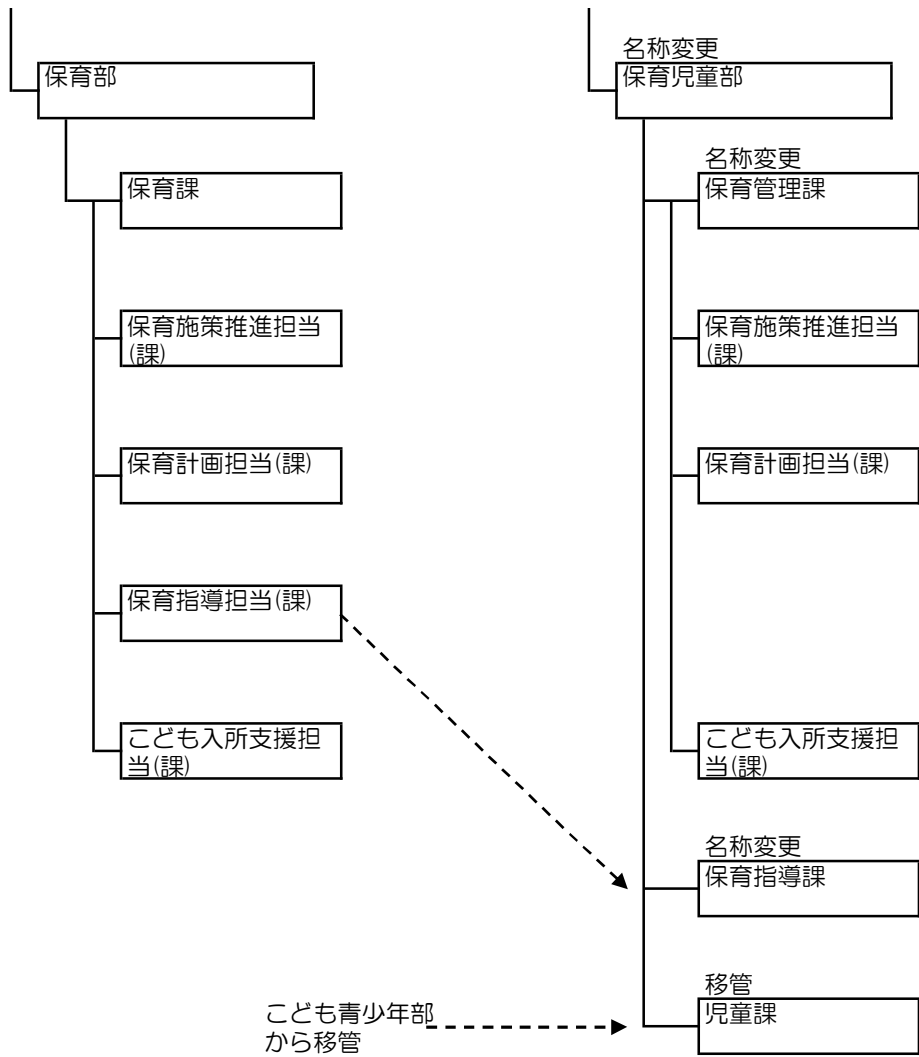 保育部
保育課
保育施策推進担当
(課)
保育計画担当(課)
保育指導担当(課)
こども入所支援担
当(課)
名称変更
保育児童部
名称変更
保育管理課
保育施策推進担当
(課)
保育計画担当(課)
こども入所支援担
当(課)
名称変更
保育指導課
こども青少年部
から移管
移管
児童課